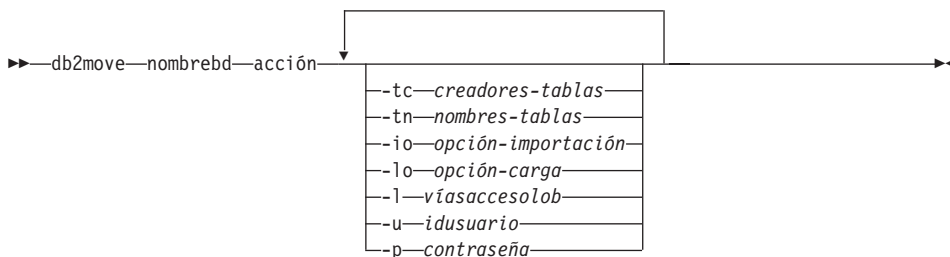 db2move nombrebd acción
-tc creadores-tablas
-tn nombres-tablas
-io opción-importación
-lo opción-carga
-l víasaccesolob
-u idusuario
-p contraseña